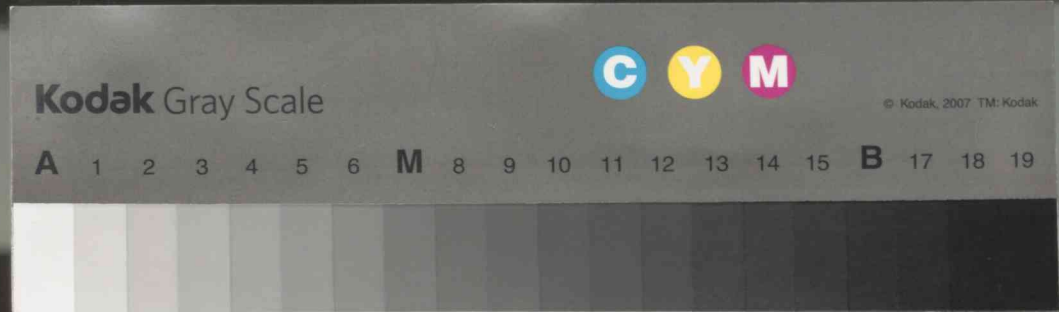 C Y M
Kodak Gray Scale
© Kodak, 2007 TM: Kodak
A 1 2 3 4 5 6 M 8 9 10 11 12 13 14 15 B 17 18 19